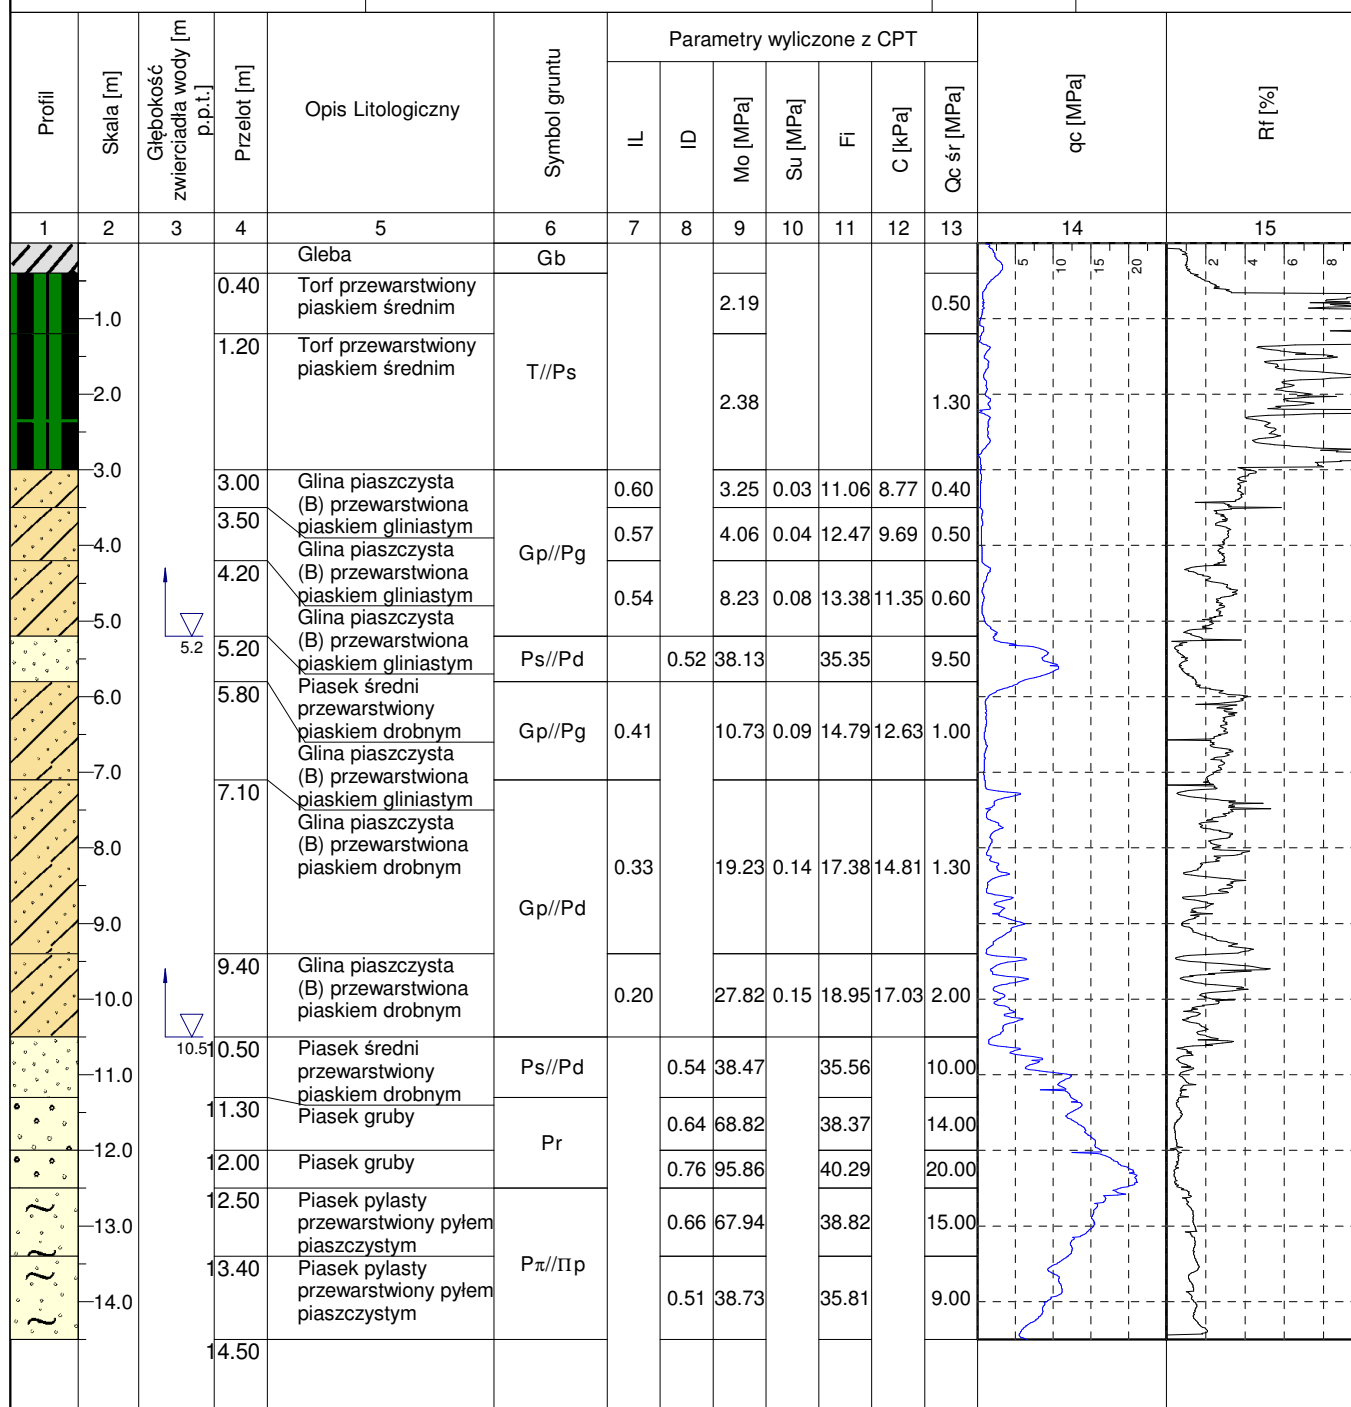 Profil
Skala [m]
Głębokość
zwierciadła wody [m
p.p.t.]
Przelot [m]
Opis Litologiczny
Symbol gruntu
Parametry wyliczone z CPT
IL
ID
Mo [MPa]
Su [MPa]
Fi
C [kPa]
Qc śr [MPa]
qc [MPa]
Rf [%]
1 2 3 4 5 6 7 8 9 10 11 12 13 14 15
5 10 15 20
2 4 6 8
Gleba Gb
0.40 Torf przewarstwiony
piaskiem średnim
2.19 0.50
1.0
1.20 Torf przewarstwiony
piaskiem średnim
T//Ps
2.0
2.38 1.30
3.0
3.00 Glina piaszczysta
(B) przewarstwiona
piaskiem gliniastym
0.60 3.25 0.03 11.06 8.77 0.40
3.50 Glina piaszczysta
(B) przewarstwiona
piaskiem gliniastym
0.57 4.06 0.04 12.47 9.69 0.50
4.0
Gp//Pg
4.20 Glina piaszczysta
(B) przewarstwiona
piaskiem gliniastym
0.54 8.23 0.08 13.38 11.35 0.60
5.0
5.2
5.20 Piasek średni
przewarstwiony
piaskiem drobnym
Ps//Pd 0.52 38.13 35.35 9.50
5.80 Glina piaszczysta
(B) przewarstwiona
piaskiem gliniastym
6.0
Gp//Pg 0.41 10.73 0.09 14.79 12.63 1.00
7.0
7.10 Glina piaszczysta
(B) przewarstwiona
piaskiem drobnym
8.0
0.33 19.23 0.14 17.38 14.81 1.30
Gp//Pd
9.0
9.40 Glina piaszczysta
(B) przewarstwiona
piaskiem drobnym
10.0
0.20 27.82 0.15 18.95 17.03 2.00
10.5
10.50 Piasek średni
przewarstwiony
piaskiem drobnym
Ps//Pd 0.54 38.47 35.56 10.00
11.0
11.30 Piasek gruby
0.64 68.82 38.37 14.00
Pr
12.0
12.00 Piasek gruby
0.76 95.86 40.29 20.00
12.50 Piasek pylasty
przewarstwiony pyłem
piaszczystym
0.66 67.94 38.82 15.00
13.0
Pπ//Πp
13.40 Piasek pylasty
przewarstwiony pyłem
piaszczystym
0.51 38.73 35.81 9.00
14.0
14.50